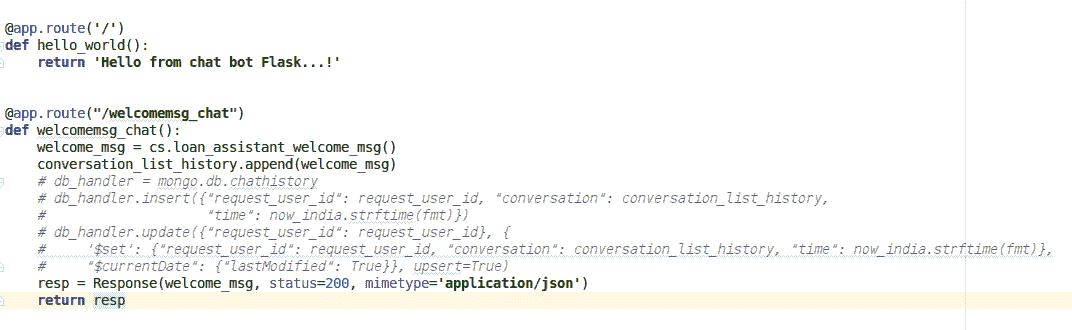 @app.route('/')
def hello_world():
    return 'Hello from chat bot Flask...!'
@app.route("/welcomemsg_chat")
def welcomemsg_chat():
    welcome_msg = cs.loan_assistant_welcome_msg()
    conversation_list_history.append(welcome_msg)
    # db_handler = mongo.db.chathistory
    # db_handler.insert({"request_user_id": request_user_id, "conversation": conversation_list_history,
    #                    "time": now_india.strftime(fmt)})
    # db_handler.update({"request_user_id": request_user_id}, {
    #     '$set': {"request_user_id": request_user_id, "conversation": conversation_list_history, "time": now_india.strftime(fmt)},
    #     "$currentDate": {"lastModified": True}}, upsert=True)
    resp = Response(welcome_msg, status=200, mimetype='application/json')
    return resp